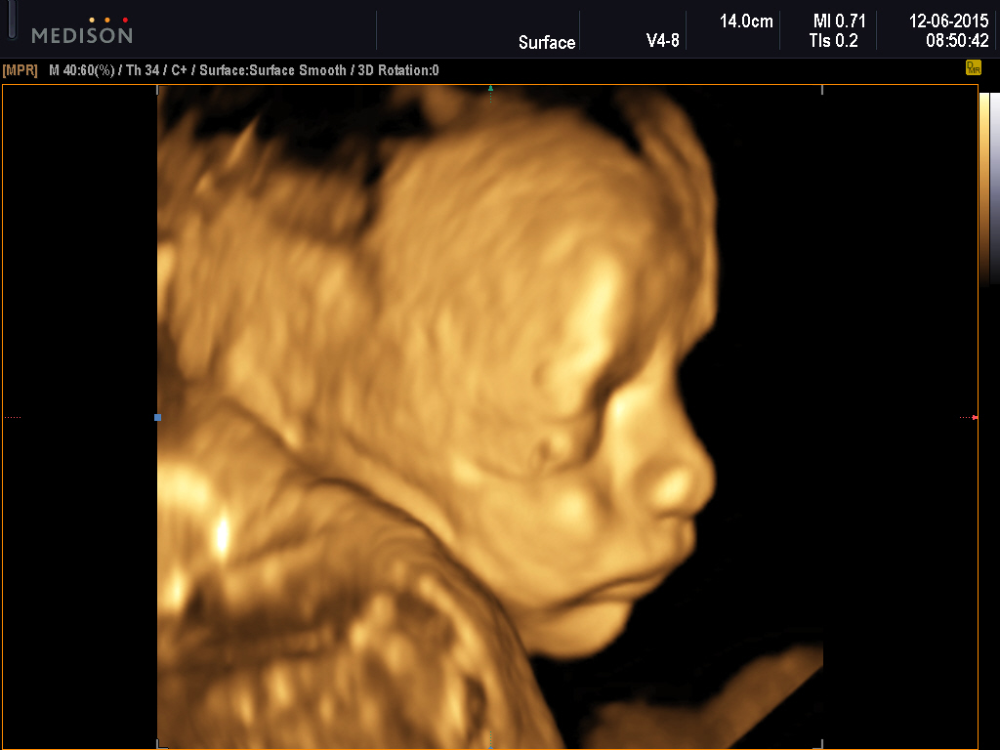 MEDISON
Surface
V4-8
14.0cm
MI 0.71
TIs 0.2
12-06-2015
08:50:42
[MPR] M 40:60(%) / Th 34 / C+ / Surface:Surface Smooth / 3D Rotation:0